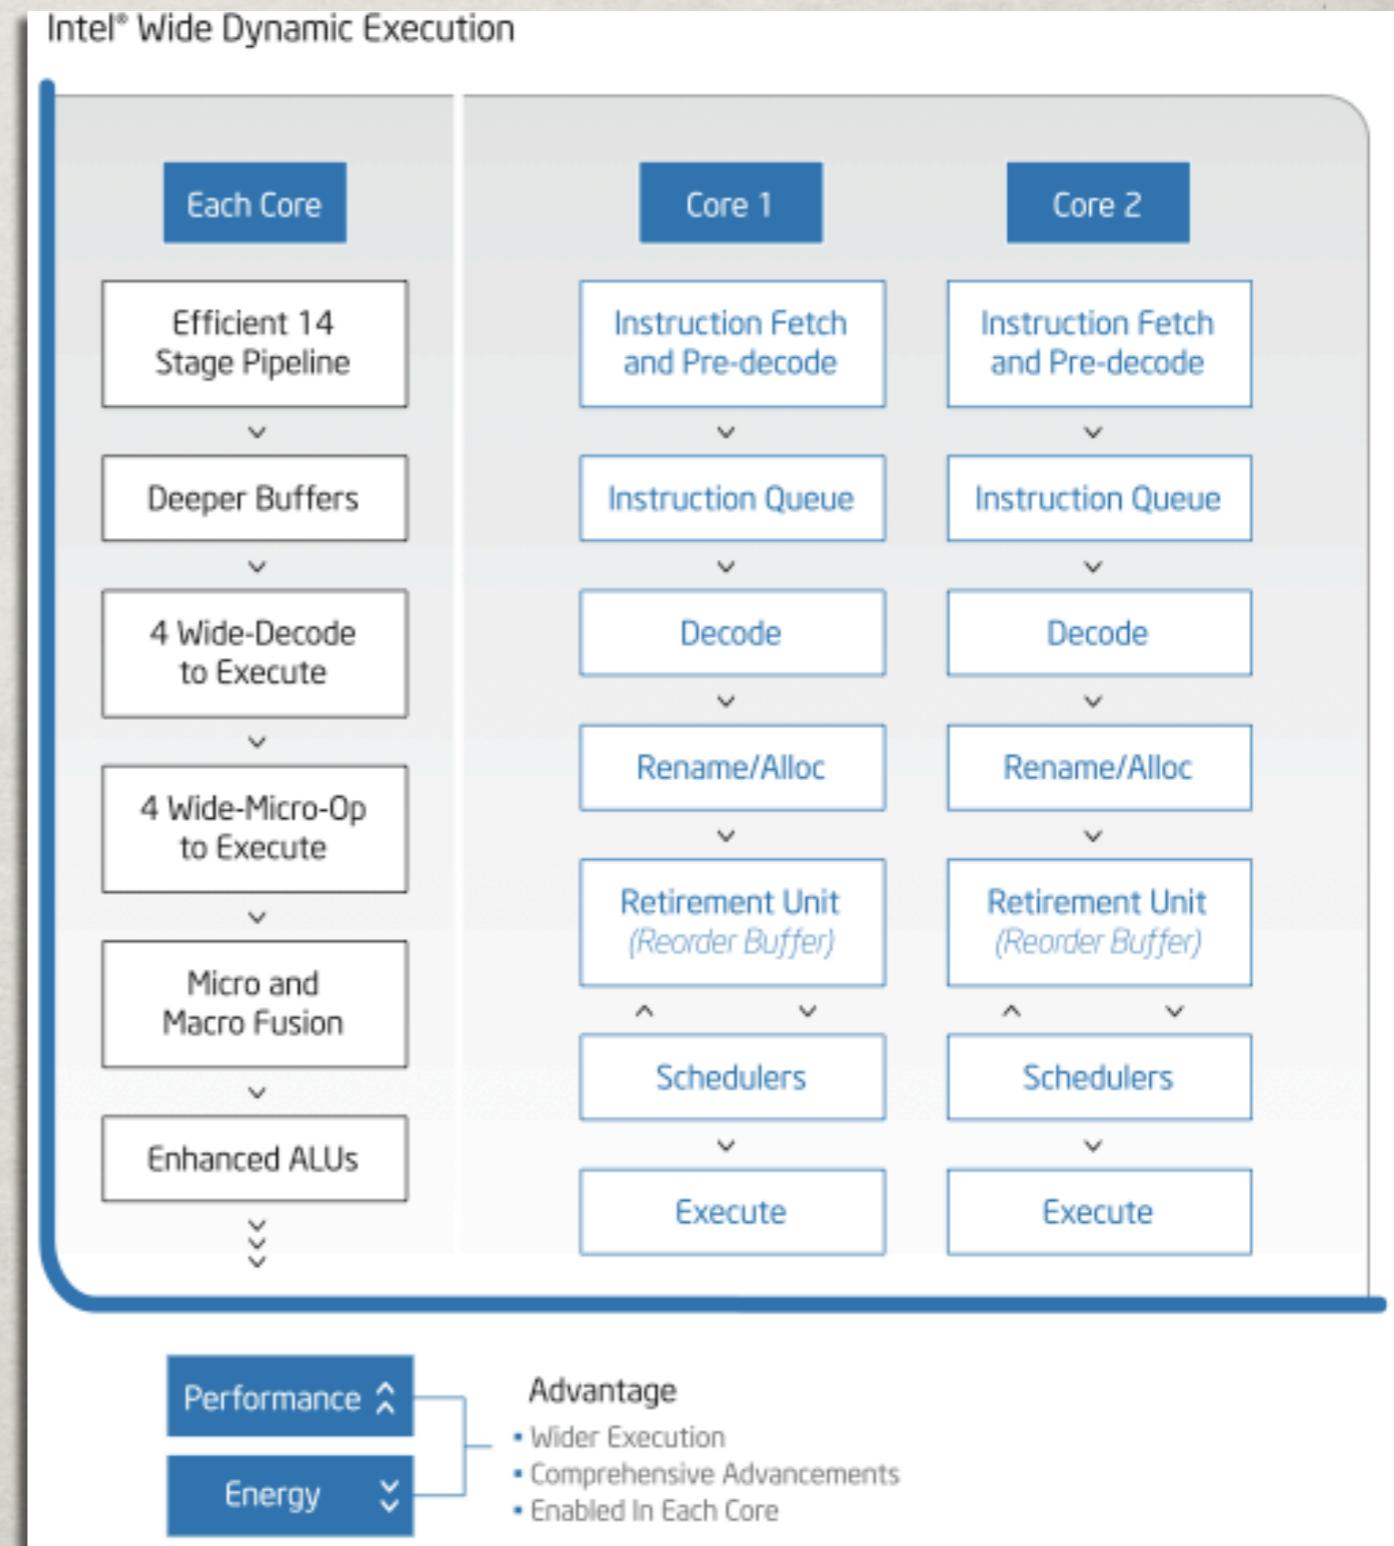 Intel® Wide Dynamic Execution
Each Core
Efficient 14
Stage Pipeline
Deeper Buffers
4 Wide-Decode
to Execute
4 Wide-Micro-Op
to Execute
Micro and
Macro Fusion
Enhanced ALUs
Core 1
Instruction Fetch
and Pre-decode
Instruction Queue
Decode
Rename/Alloc
Retirement Unit
(Reorder Buffer)
Schedulers
Execute
Core 2
Instruction Fetch
and Pre-decode
Instruction Queue
Decode
Rename/Alloc
Retirement Unit
(Reorder Buffer)
Schedulers
Execute
Performance
Energy
Advantage
▪ Wider Execution
▪ Comprehensive Advancements
▪ Enabled In Each Core